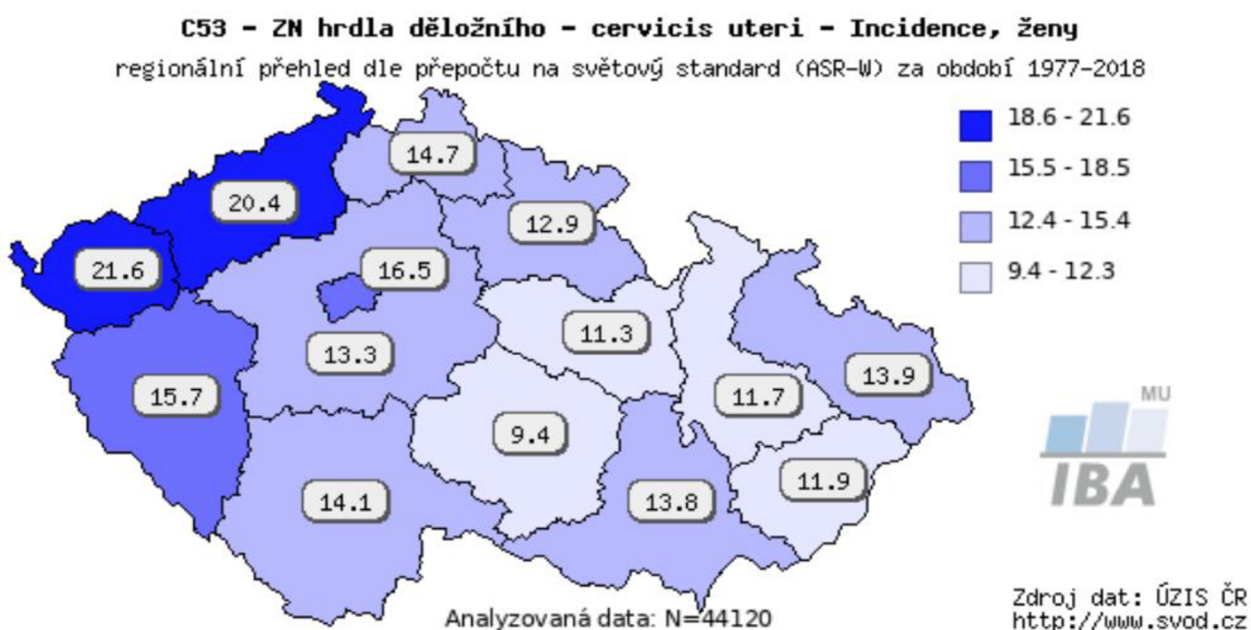 C53 - ZN hrdla děložního - cervicis uteri - Incidence, ženy
regionální přehled dle přepočtu na světový standard (ASR-W) za období 1977-2018
18.6 - 21.6
15.5 - 18.5
12.4 - 15.4
9.4 - 12.3
14.7
20.4
12.9
21.6
16.5
11.3
13.3
13.9
15.7
11.7
9.4
11.9
14.1
13.8
MU
IBA
Analyzovaná data: N=44120
Zdroj dat: ÚZIS ČR
http://www.svod.cz